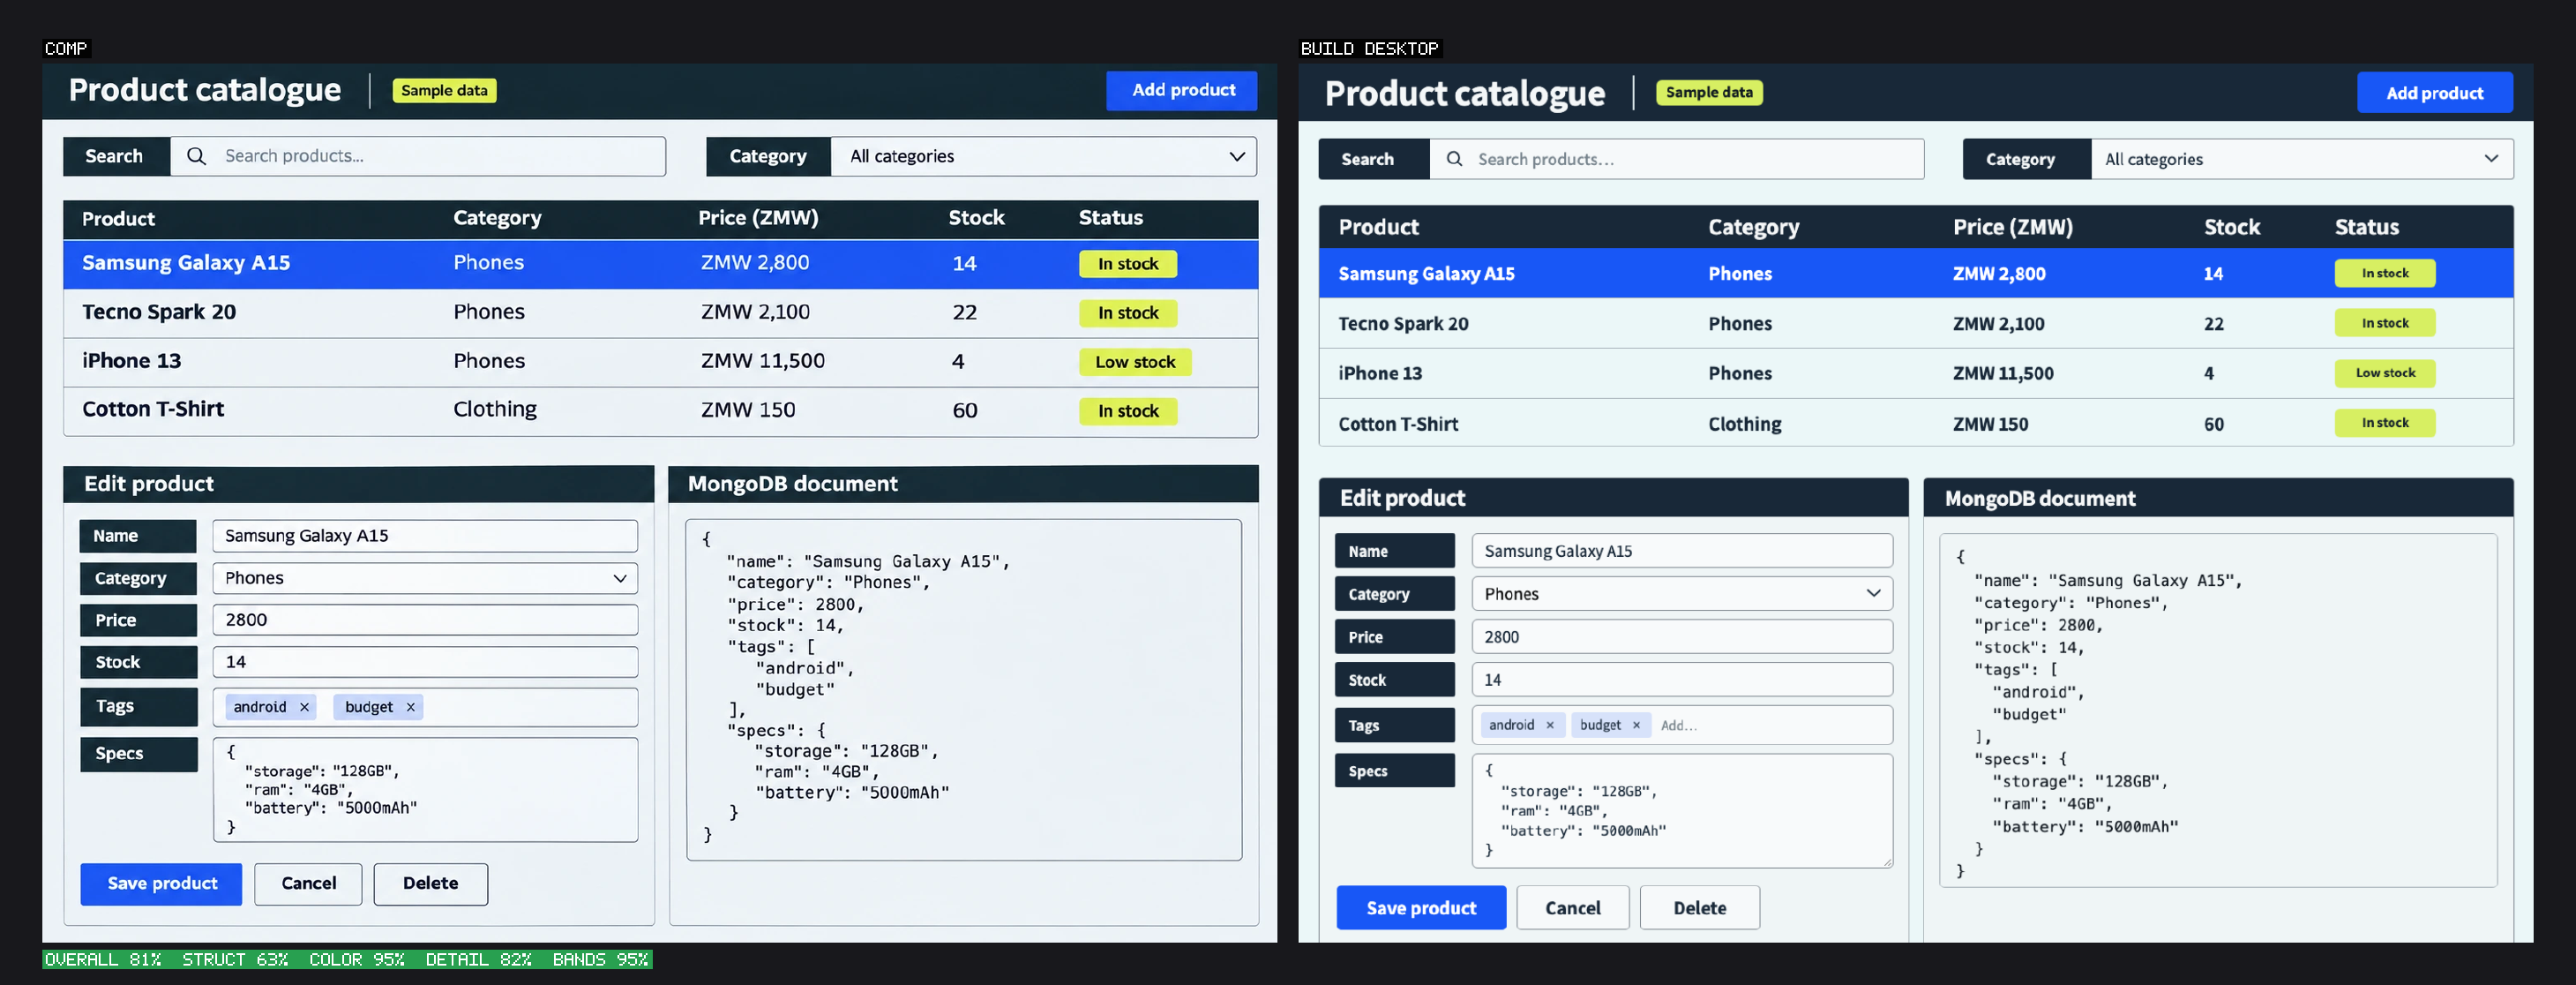 COMP
Product catalogue
Sample data
Add product
Search
Search products...
Category
All categories
Product Category Price (ZMW) Stock Status
Samsung Galaxy A15 Phones ZMW 2,800 14 In stock
Tecno Spark 20 Phones ZMW 2,100 22 In stock
iPhone 13 Phones ZMW 11,500 4 Low stock
Cotton T-Shirt Clothing ZMW 150 60 In stock
Edit product
Name Samsung Galaxy A15
Category Phones
Price 2800
Stock 14
Tags android × budget ×
Specs {
"storage": "128GB",
"ram": "4GB",
"battery": "5000mAh"
}
Save product Cancel Delete
MongoDB document
{
"name": "Samsung Galaxy A15",
"category": "Phones",
"price": 2800,
"stock": 14,
"tags": [
"android",
"budget"
],
"specs": {
"storage": "128GB",
"ram": "4GB",
"battery": "5000mAh"
}
}
OVERALL 81% STRUCT 63% COLOR 95% DETAIL 82% BANDS 95%
BUILD DESKTOP
Product catalogue
Sample data
Add product
Search
Search products...
Category
All categories
Product Category Price (ZMW) Stock Status
Samsung Galaxy A15 Phones ZMW 2,800 14 In stock
Tecno Spark 20 Phones ZMW 2,100 22 In stock
iPhone 13 Phones ZMW 11,500 4 Low stock
Cotton T-Shirt Clothing ZMW 150 60 In stock
Edit product
Name Samsung Galaxy A15
Category Phones
Price 2800
Stock 14
Tags android × budget × Add...
Specs {
"storage": "128GB",
"ram": "4GB",
"battery": "5000mAh"
}
Save product Cancel Delete
MongoDB document
{
"name": "Samsung Galaxy A15",
"category": "Phones",
"price": 2800,
"stock": 14,
"tags": [
"android",
"budget"
],
"specs": {
"storage": "128GB",
"ram": "4GB",
"battery": "5000mAh"
}
}